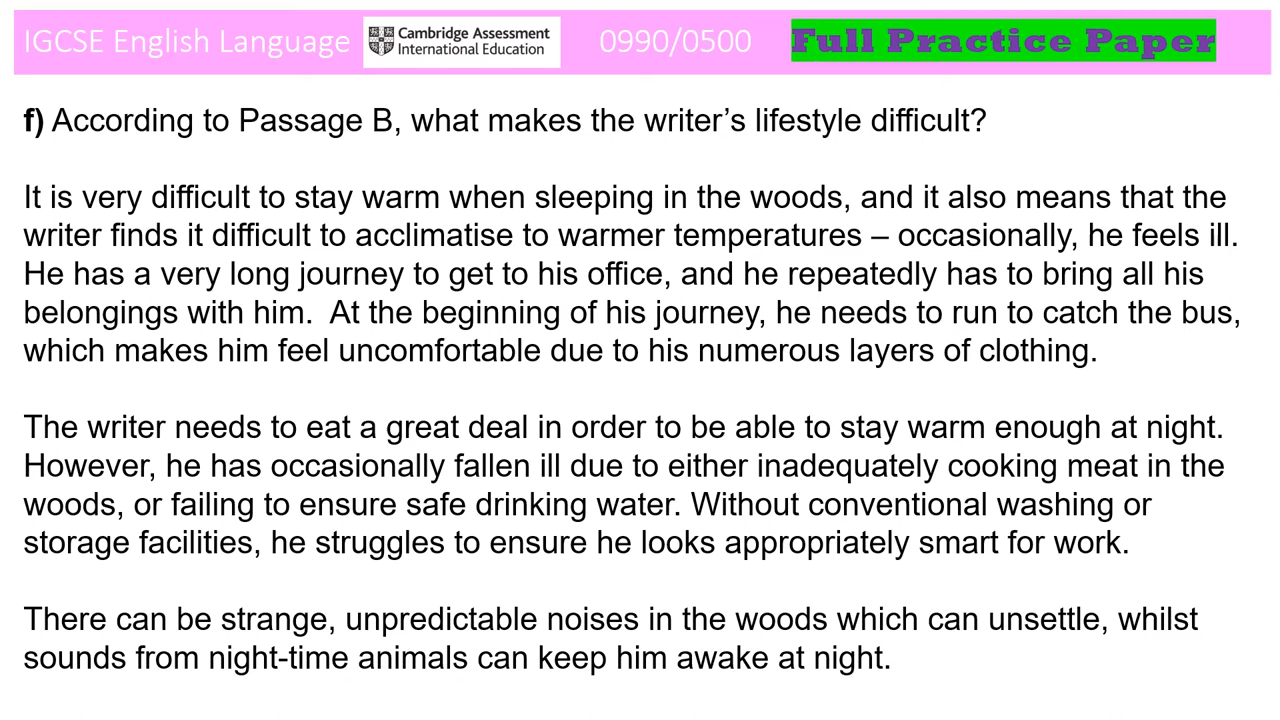 IGCSE English Language
Cambridge Assessment
International Education
0990/0500
Full Practice Paper
f) According to Passage B, what makes the writer’s lifestyle difficult?
It is very difficult to stay warm when sleeping in the woods, and it also means that the
writer finds it difficult to acclimatise to warmer temperatures – occasionally, he feels ill.
He has a very long journey to get to his office, and he repeatedly has to bring all his
belongings with him.  At the beginning of his journey, he needs to run to catch the bus,
which makes him feel uncomfortable due to his numerous layers of clothing.
The writer needs to eat a great deal in order to be able to stay warm enough at night.
However, he has occasionally fallen ill due to either inadequately cooking meat in the
woods, or failing to ensure safe drinking water. Without conventional washing or
storage facilities, he struggles to ensure he looks appropriately smart for work.
There can be strange, unpredictable noises in the woods which can unsettle, whilst
sounds from night-time animals can keep him awake at night.